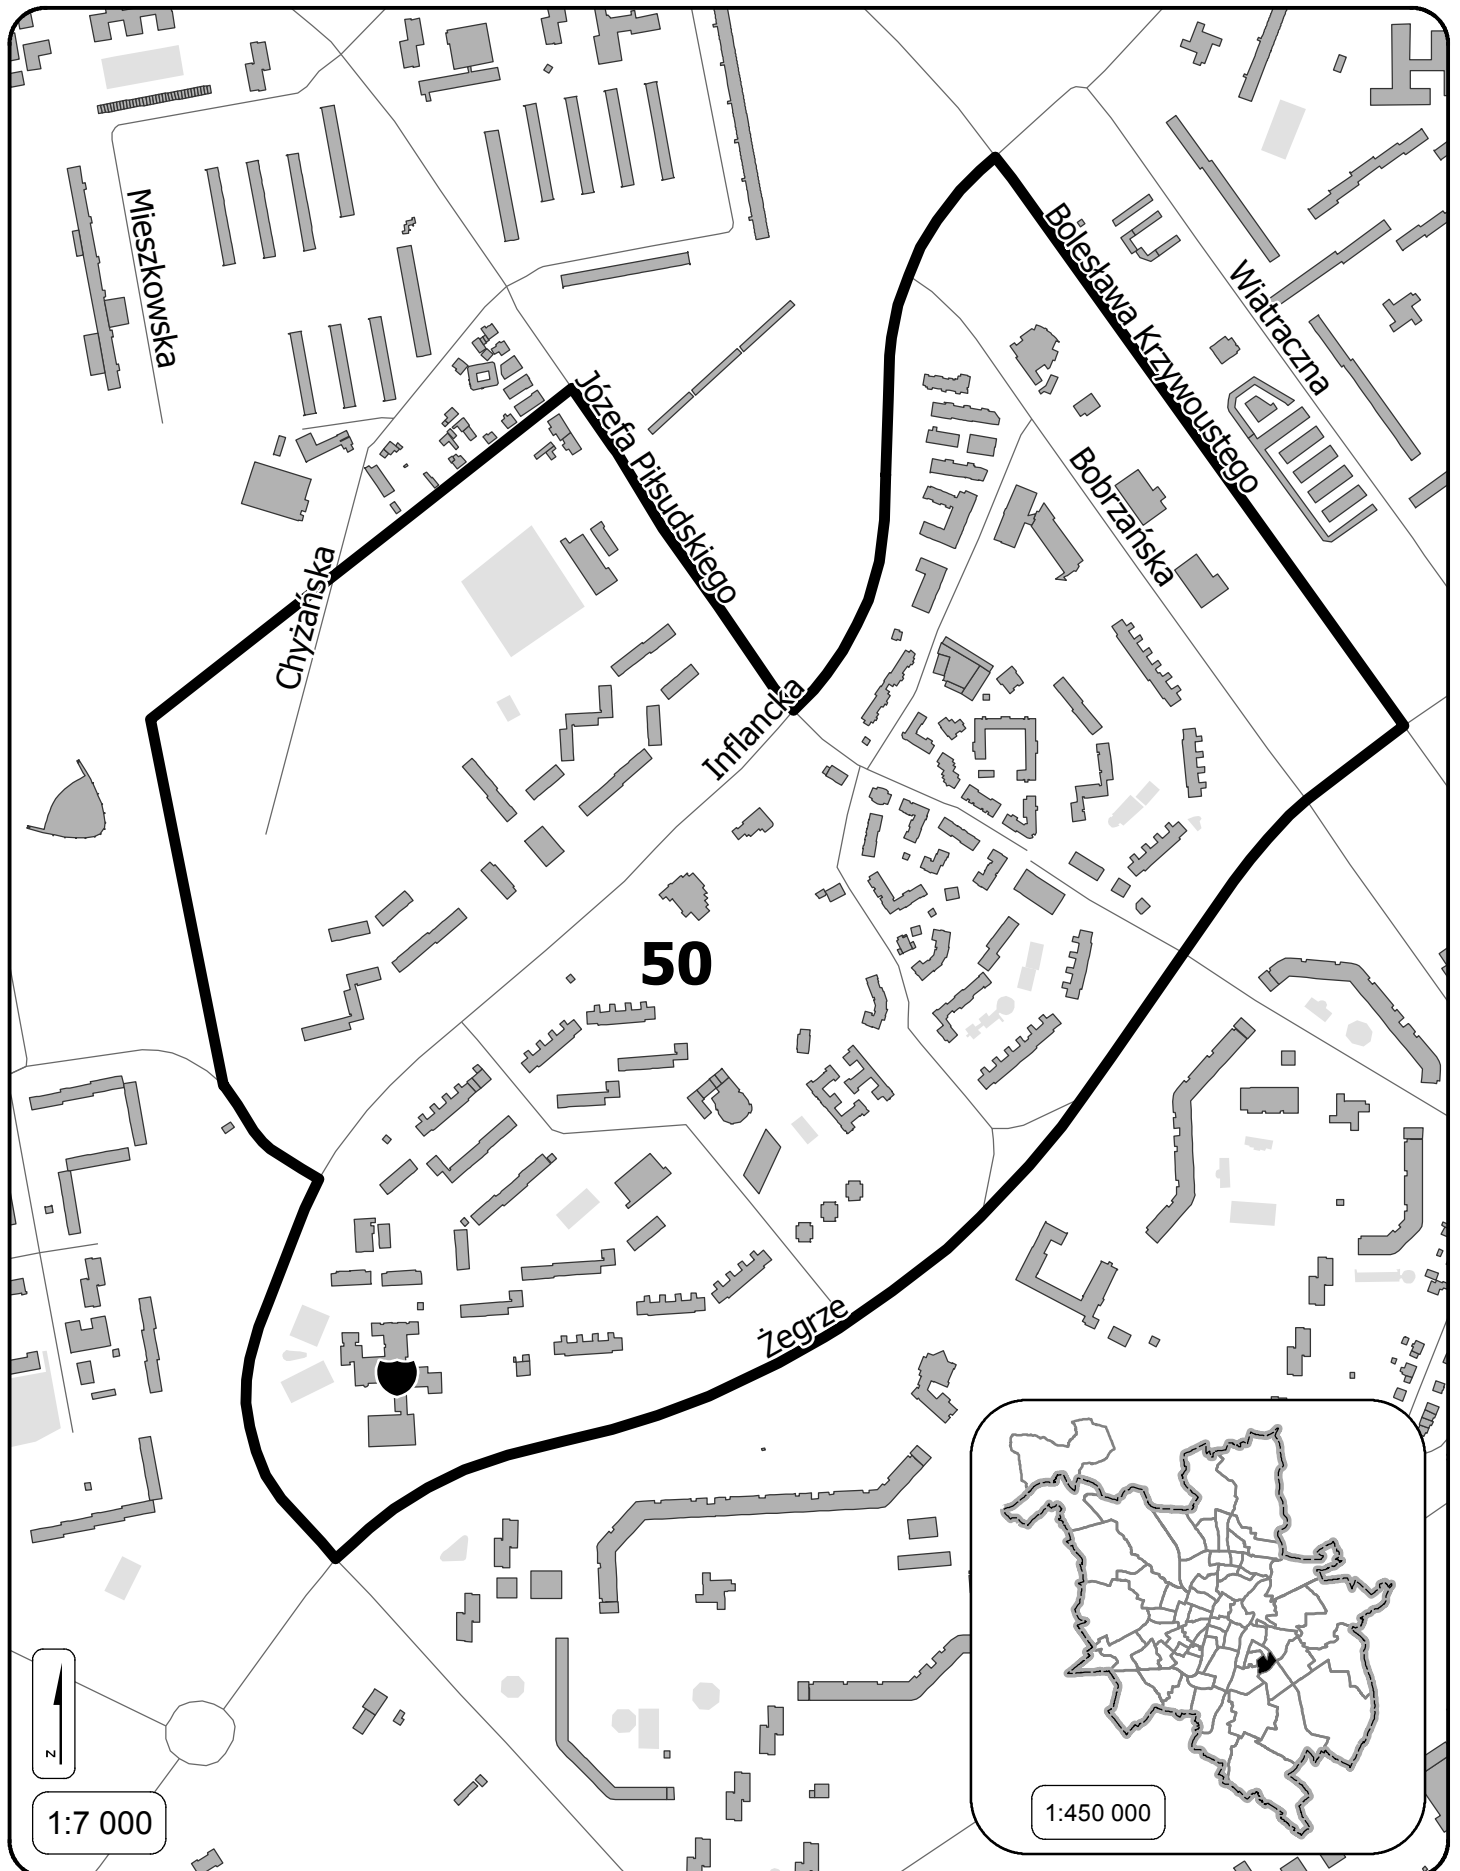 Mieszkowska
Bolesława Krzywoustego
Wiatraczna
Józefa Piłsudskiego
Bobrzańska
Chyżańska
Inflancka
50
Żegrze
N
1:7 000
1:450 000